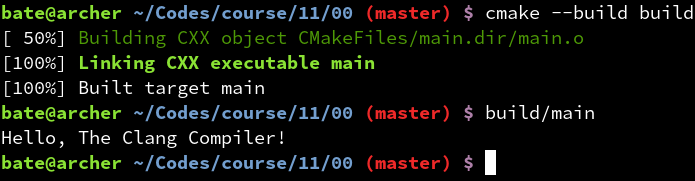 bate@archer ~/Codes/course/11/00 (master) $ cmake --build build
[ 50%] Building CXX object CMakeFiles/main.dir/main.o
[100%] Linking CXX executable main
[100%] Built target main
bate@archer ~/Codes/course/11/00 (master) $ build/main
Hello, The Clang Compiler!
bate@archer ~/Codes/course/11/00 (master) $